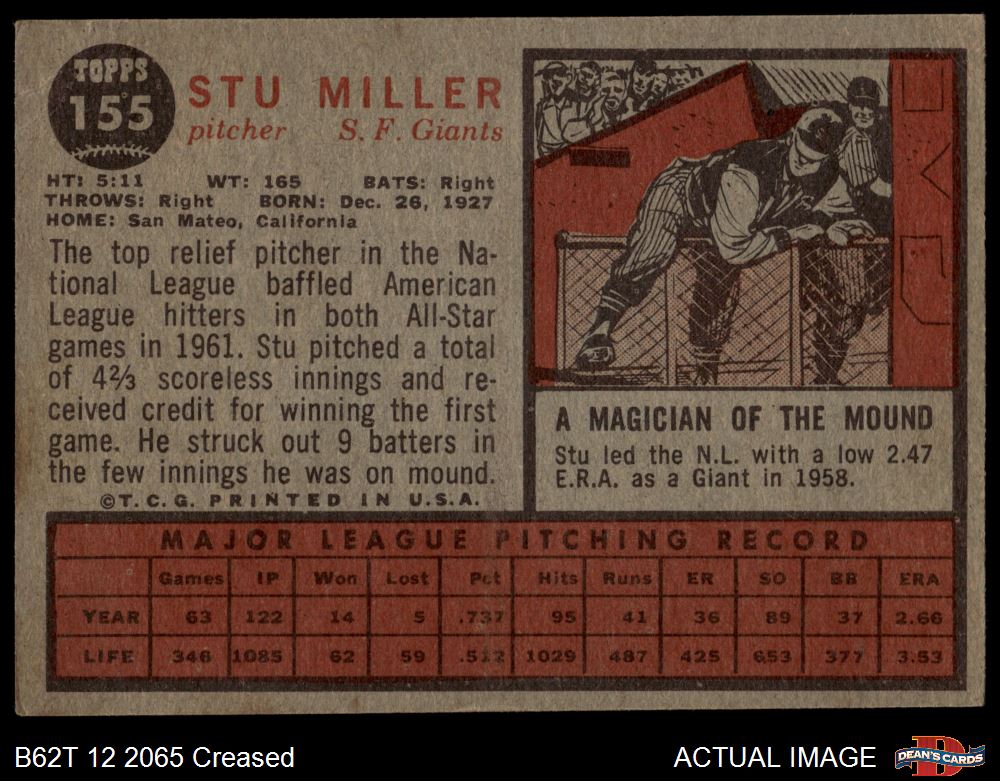 TOPPS
155
STU MILLER
pitcher S. F. Giants
HT: 5:11 WT: 165 BATS: Right
THROWS: Right BORN: Dec. 26, 1927
HOME: San Mateo, California
The top relief pitcher in the Na-
tional League baffled American
League hitters in both All-Star
games in 1961. Stu pitched a total
of 4⅔ scoreless innings and re-
ceived credit for winning the first
game. He struck out 9 batters in
the few innings he was on mound.
©T.C.G. PRINTED IN U.S.A.
A MAGICIAN OF THE MOUND
Stu led the N.L. with a low 2.47
E.R.A. as a Giant in 1958.
MAJOR LEAGUE PITCHING RECORD
Games IP Won Lost Pct Hits Runs ER SO BB ERA
YEAR 63 122 14 5 .737 95 41 36 89 37 2.66
LIFE 346 1085 62 59 .512 1029 487 425 653 377 3.53
B62T 12 2065 Creased ACTUAL IMAGE
DEAN'S CARDS